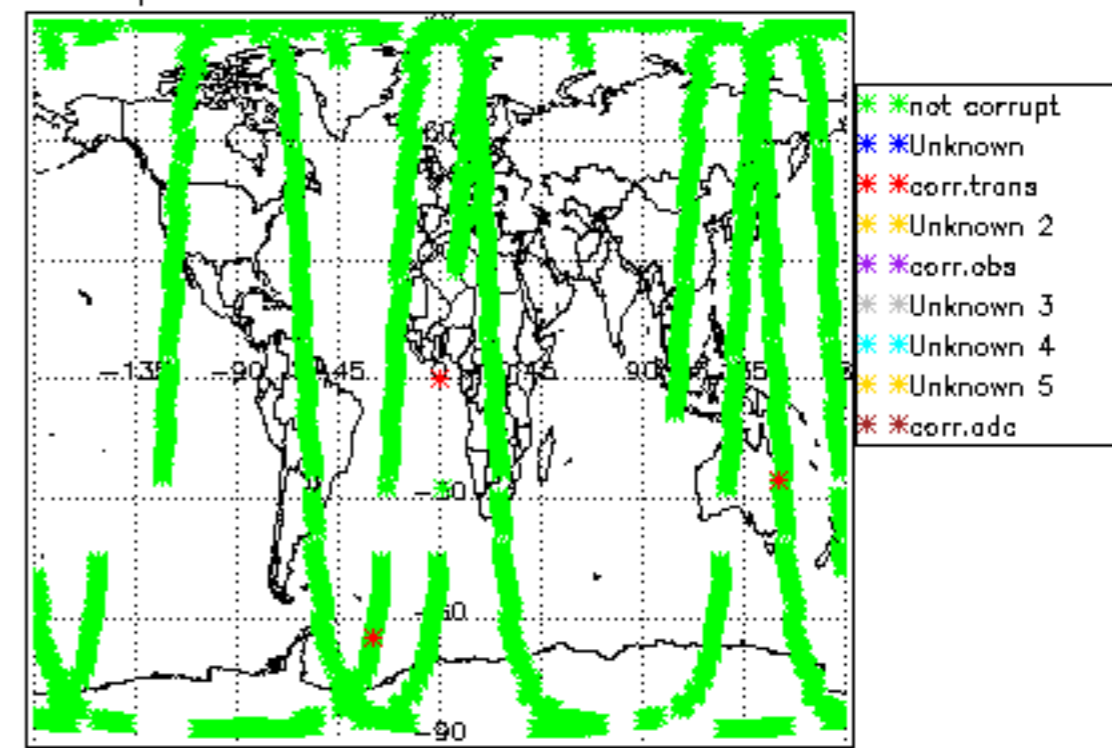 60
-135 -90 45 45 90 35
-30
-60
-90
not corrupt
Unknown
corr.trans
Unknown 2
corr.obs
Unknown 3
Unknown 4
Unknown 5
corr.adc